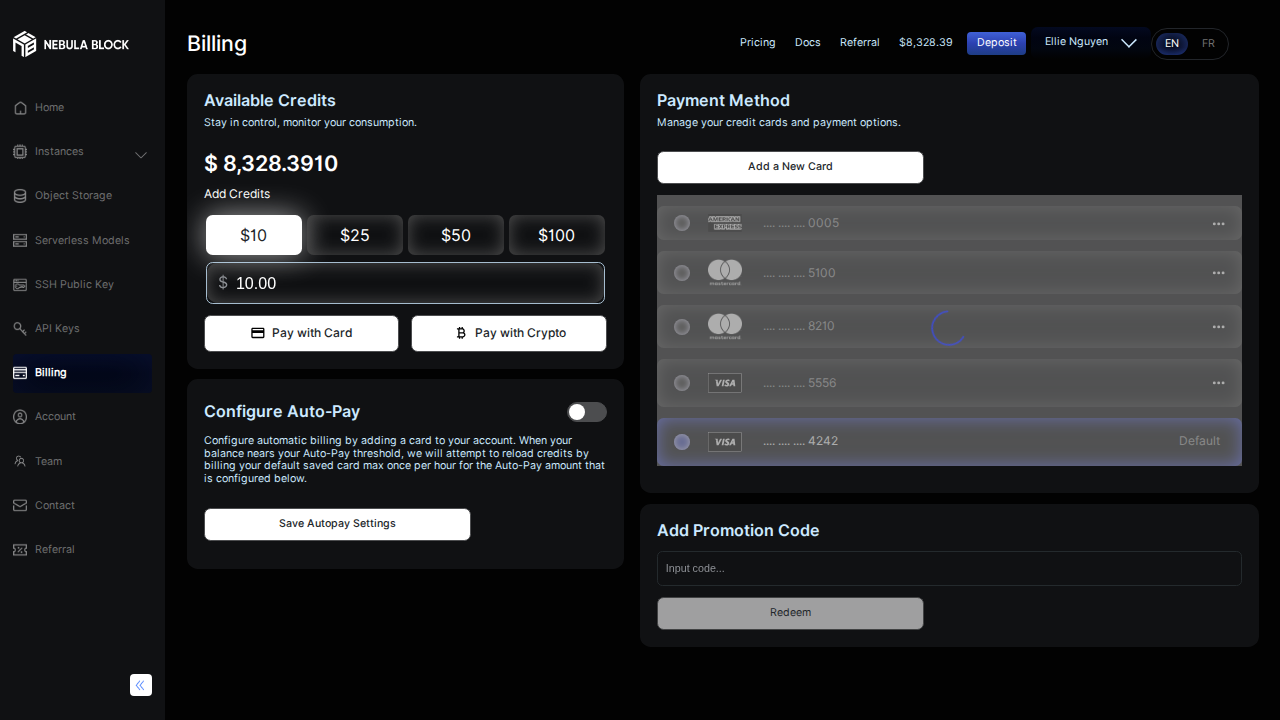 NEBULA BLOCK
Home
Instances
Object Storage
Serverless Models
SSH Public Key
API Keys
Billing
Account
Team
Contact
Referral
Billing
Pricing Docs Referral $8,328.39 Deposit Ellie Nguyen EN FR
Available Credits
Stay in control, monitor your consumption.
$ 8,328.3910
Add Credits
$10 $25 $50 $100
$ 10.00
Pay with Card Pay with Crypto
Configure Auto-Pay
Configure automatic billing by adding a card to your account. When your
balance nears your Auto-Pay threshold, we will attempt to reload credits by
billing your default saved card max once per hour for the Auto-Pay amount that
is configured below.
Save Autopay Settings
Payment Method
Manage your credit cards and payment options.
Add a New Card
AMERICAN EXPRESS .... .... .... 0005
mastercard .... .... .... 5100
mastercard .... .... .... 8210
VISA .... .... .... 5556
VISA .... .... .... 4242 Default
Add Promotion Code
Input code...
Redeem